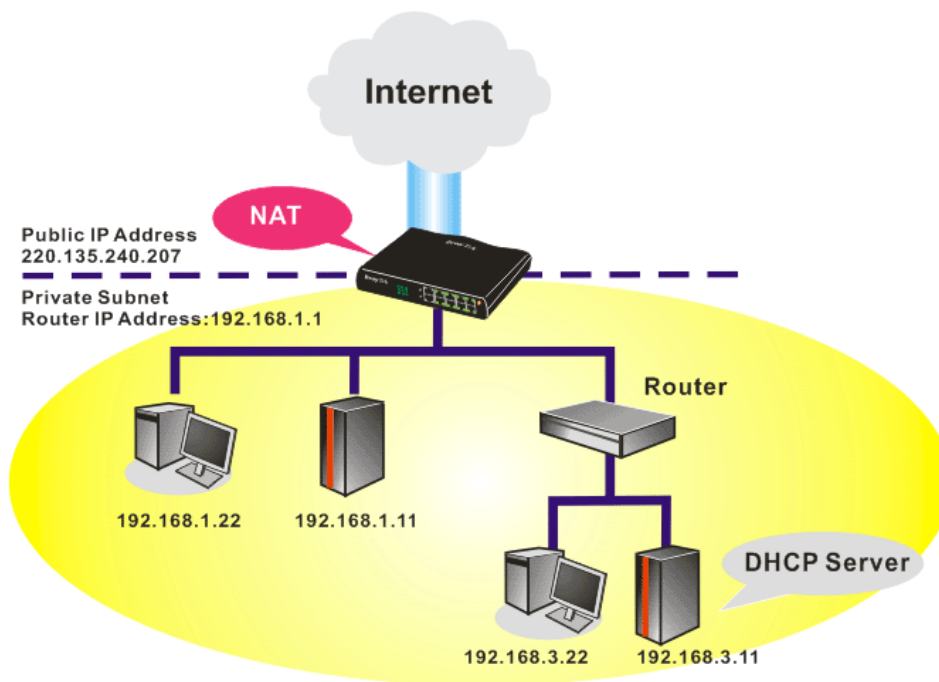 Internet
NAT
Public IP Address
220.135.240.207
Private Subnet
Router IP Address:192.168.1.1
Router
192.168.1.22
192.168.1.11
DHCP Server
192.168.3.22
192.168.3.11